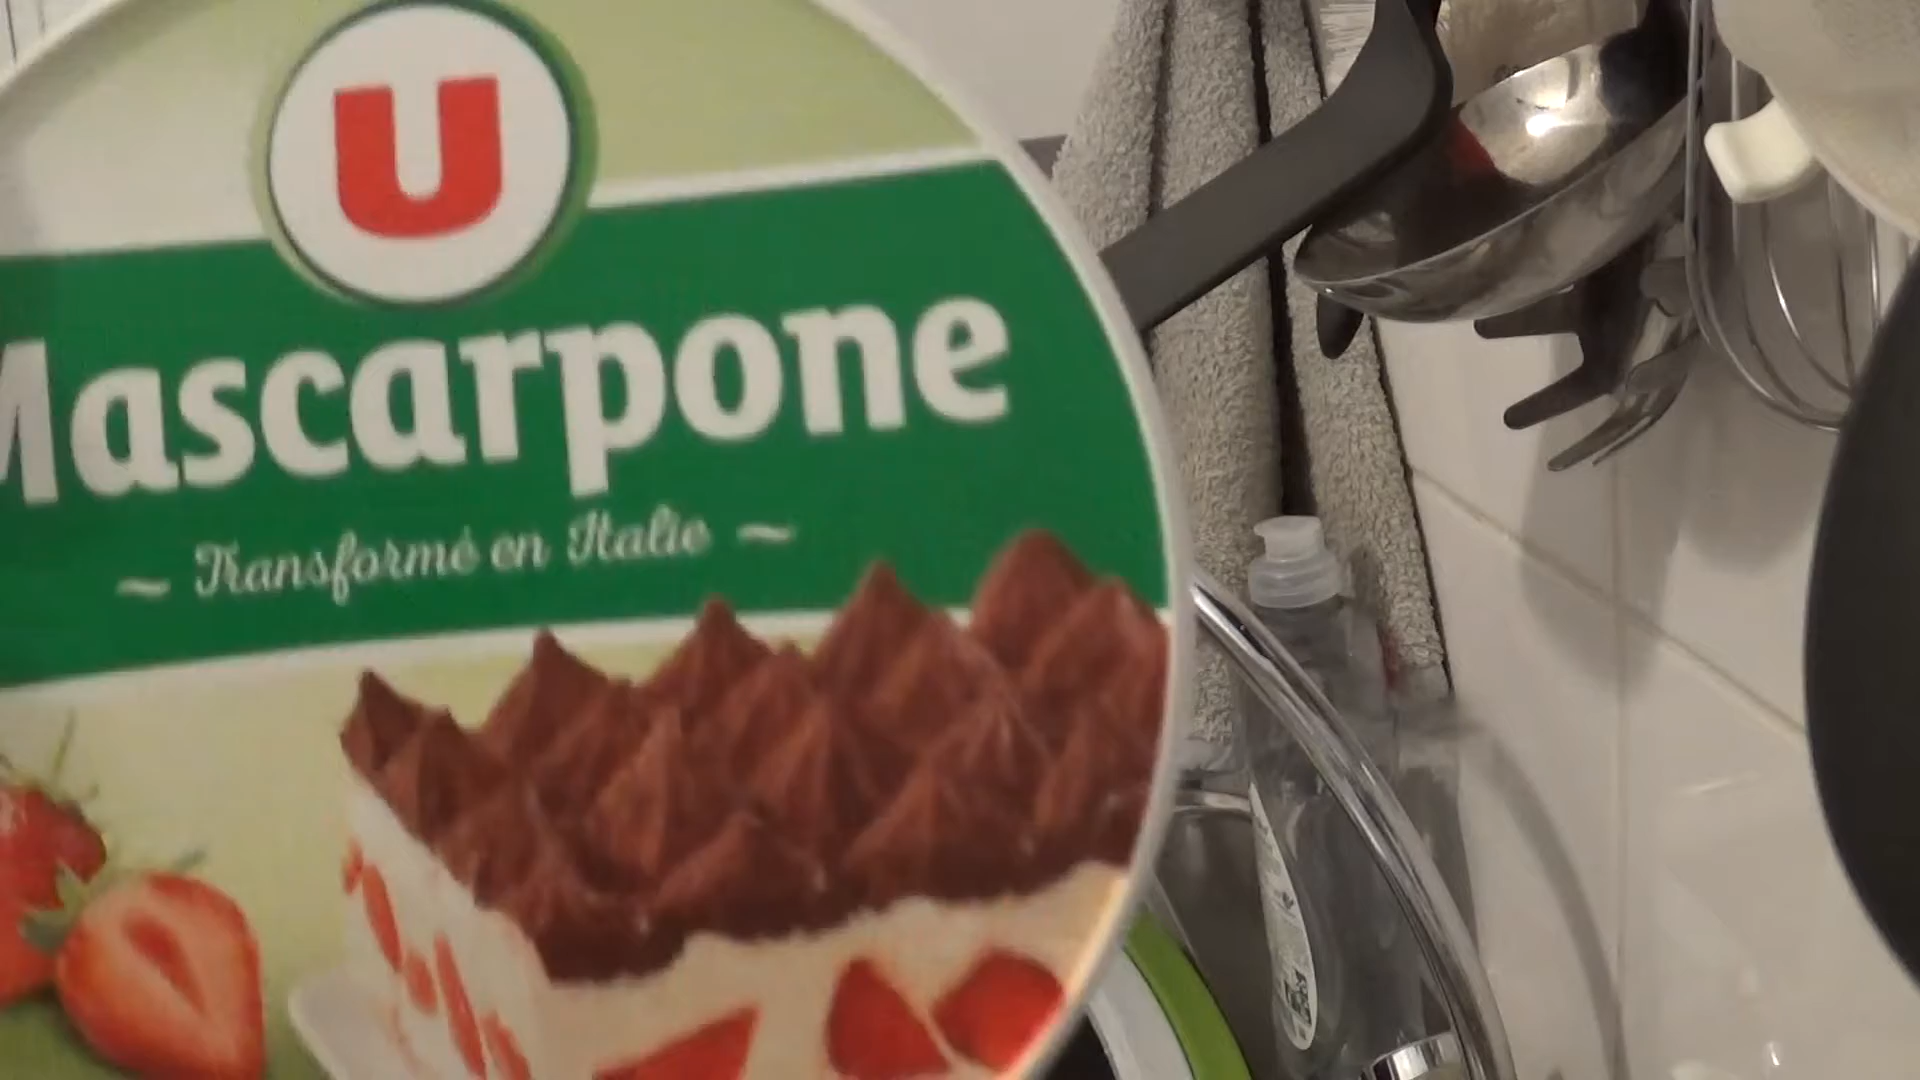 U
Mascarpone
~ Transformé en Italie ~